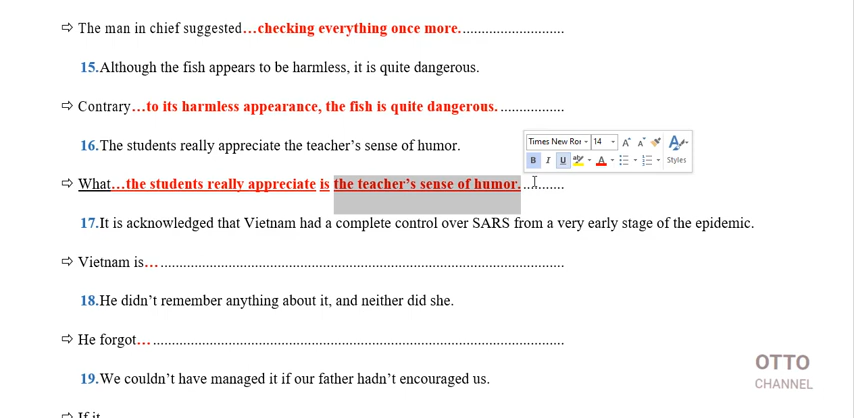 ⇨ The man in chief suggested…checking everything once more...........................
15.Although the fish appears to be harmless, it is quite dangerous.
⇨ Contrary…to its harmless appearance, the fish is quite dangerous. .................
16.The students really appreciate the teacher’s sense of humor.
Times New Ror 14
B I U ab A Styles
⇨ What…the students really appreciate is the teacher’s sense of humor. ...........
17.It is acknowledged that Vietnam had a complete control over SARS from a very early stage of the epidemic.
⇨ Vietnam is… ............................................................................................................
18.He didn’t remember anything about it, and neither did she.
⇨ He forgot… ..............................................................................................................
OTTO
CHANNEL
19.We couldn’t have managed it if our father hadn’t encouraged us.
⇨ If it